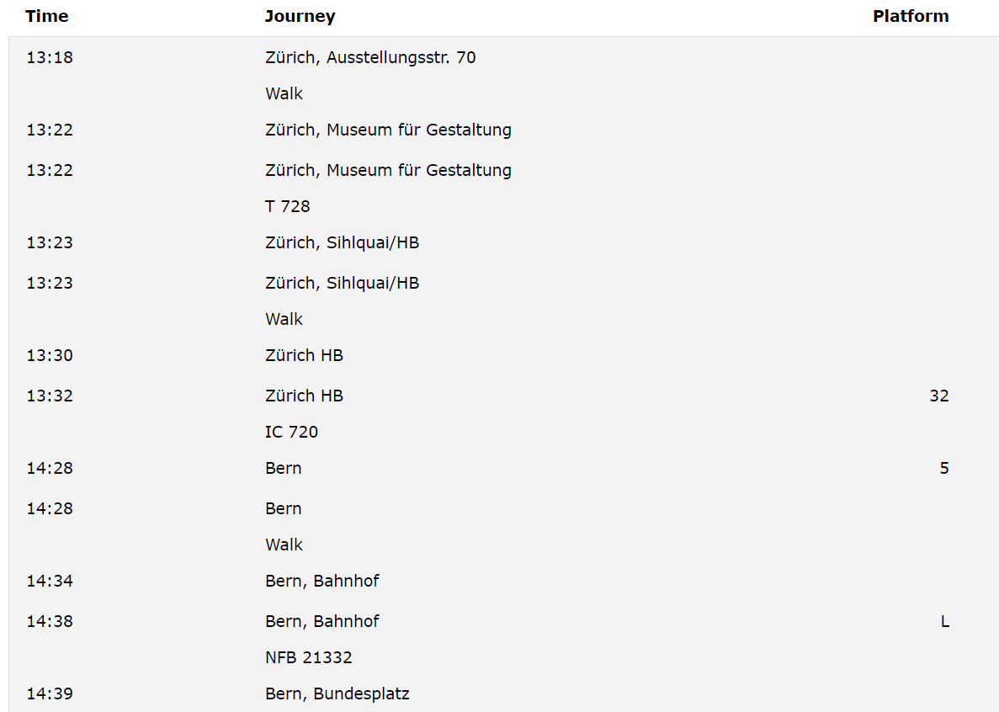 Time Journey Platform
13:18 Zürich, Ausstellungsstr. 70
Walk
13:22 Zürich, Museum für Gestaltung
13:22 Zürich, Museum für Gestaltung
T 728
13:23 Zürich, Sihlquai/HB
13:23 Zürich, Sihlquai/HB
Walk
13:30 Zürich HB
13:32 Zürich HB 32
IC 720
14:28 Bern 5
14:28 Bern
Walk
14:34 Bern, Bahnhof
14:38 Bern, Bahnhof L
NFB 21332
14:39 Bern, Bundesplatz